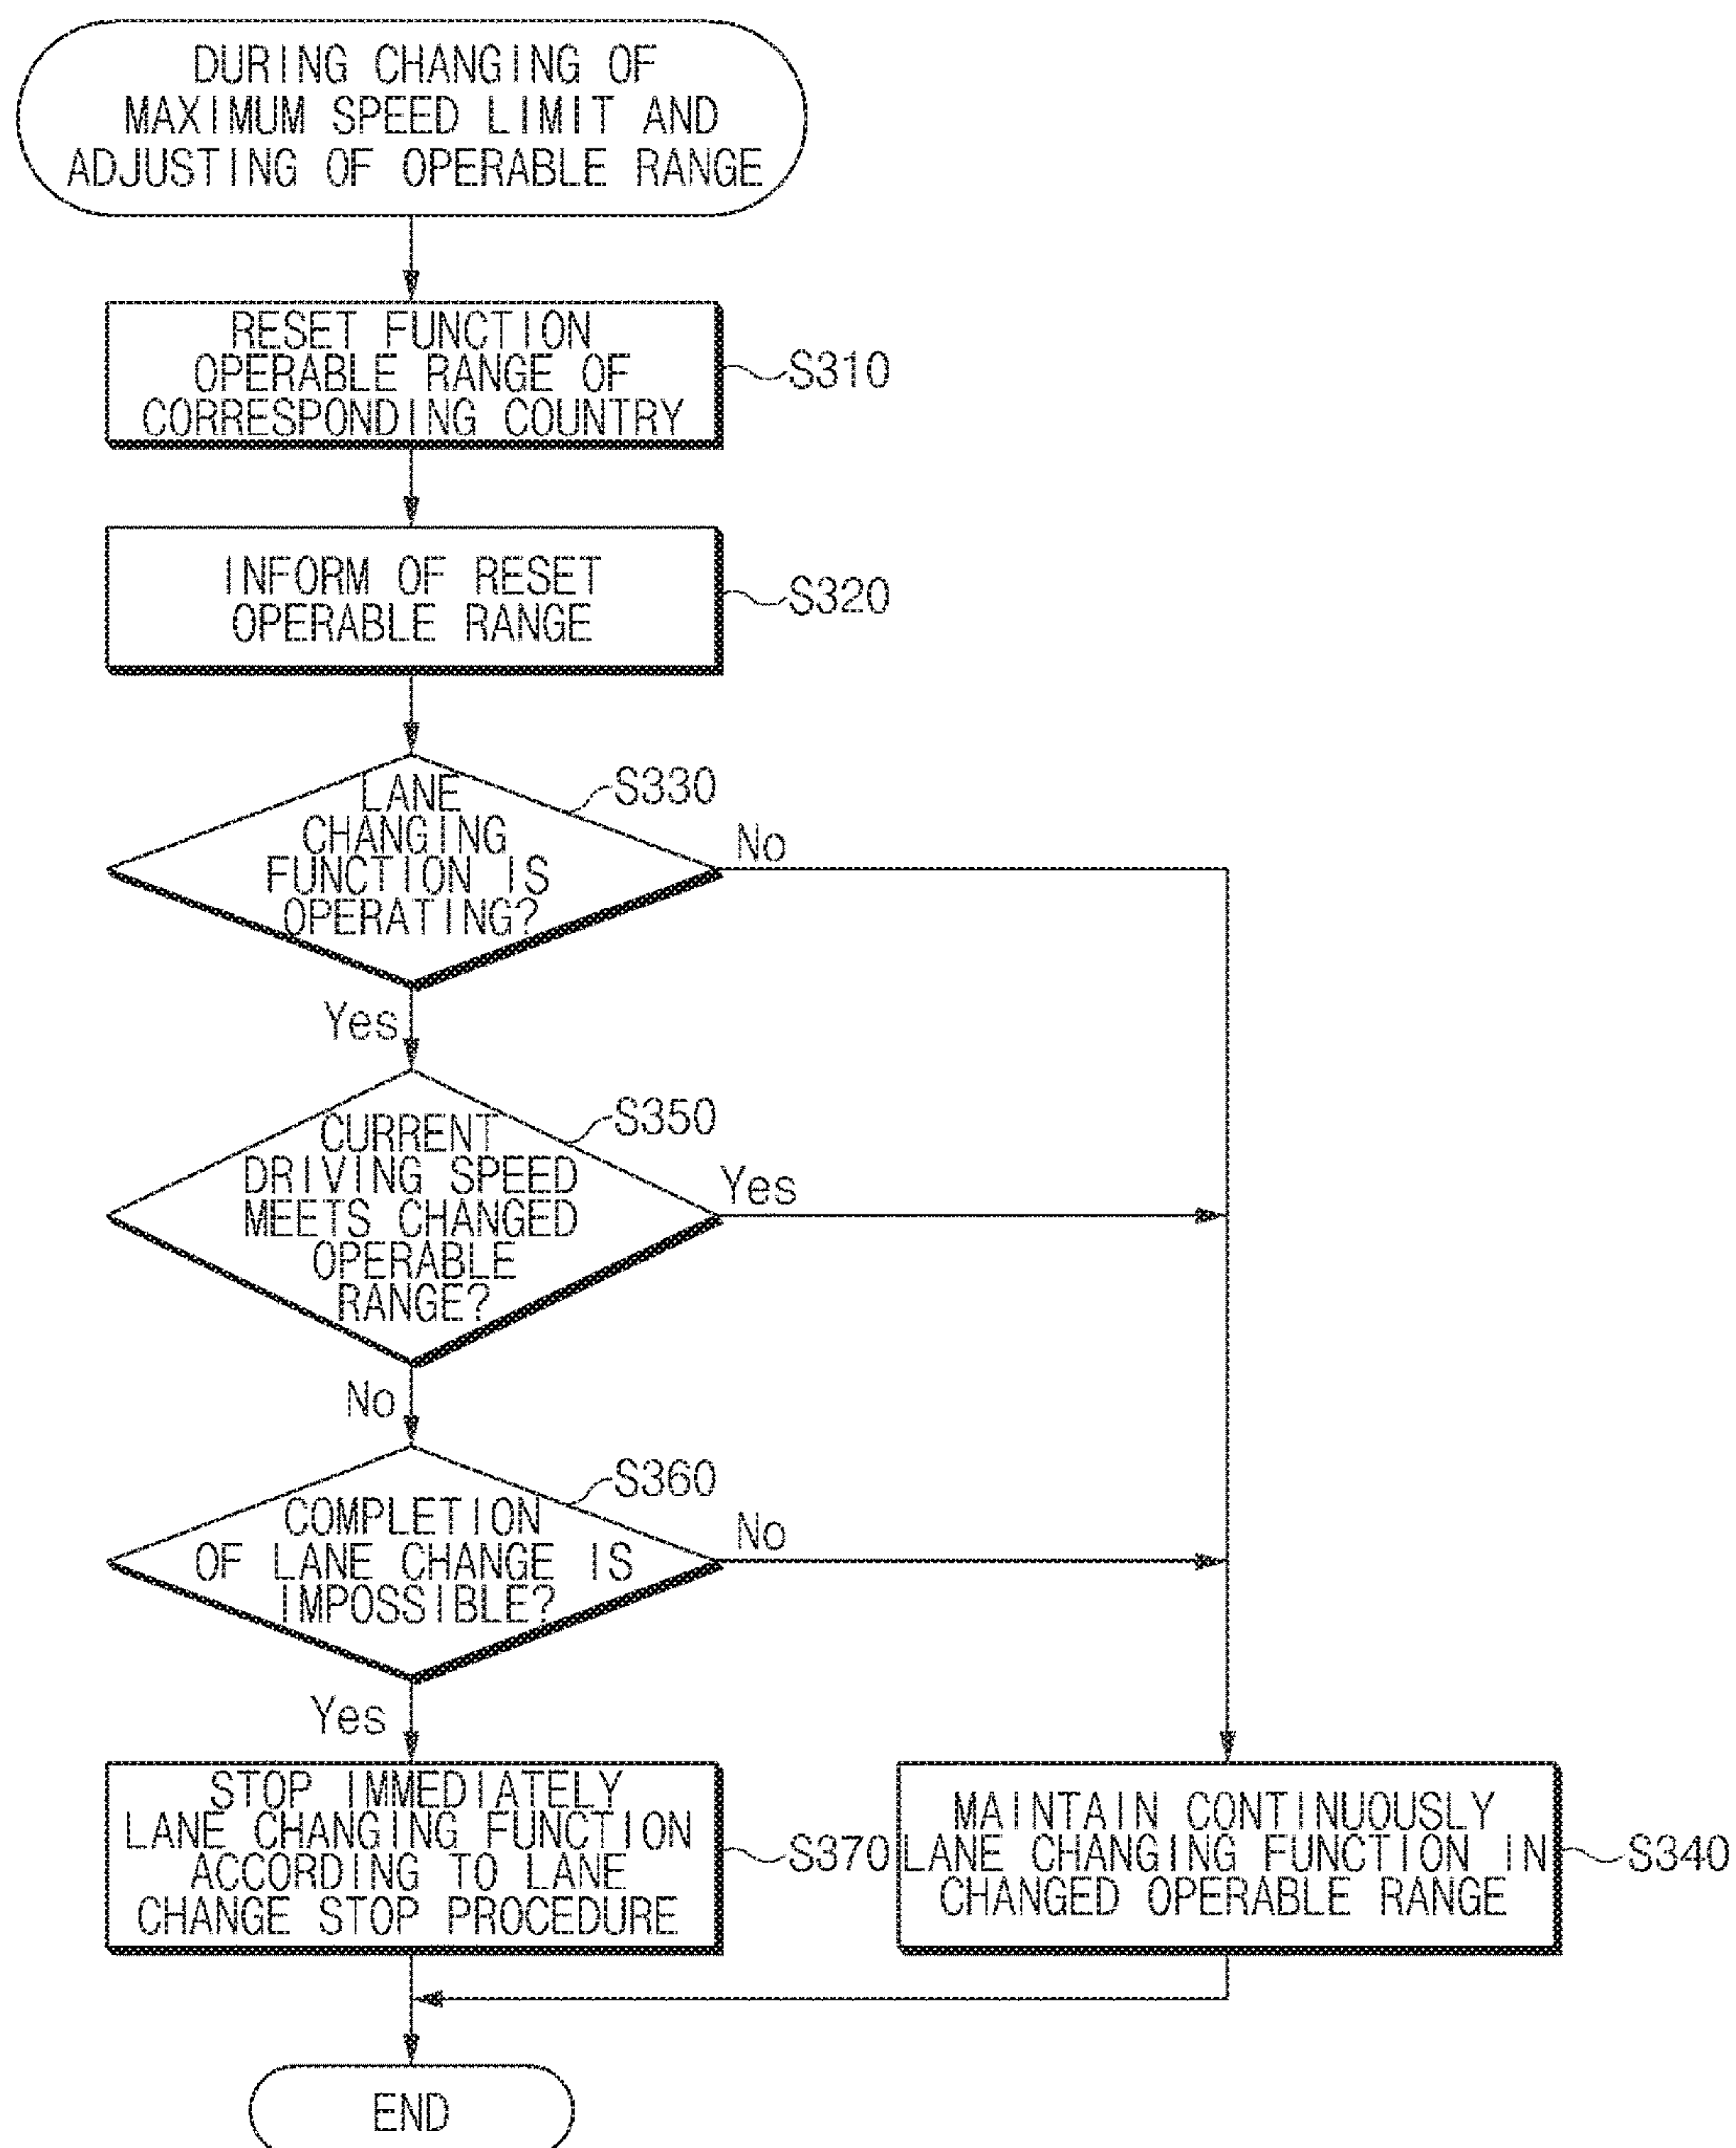 DURING CHANGING OF
MAXIMUM SPEED LIMIT AND
ADJUSTING OF OPERABLE RANGE
RESET FUNCTION
OPERABLE RANGE OF
CORRESPONDING COUNTRY
S310
INFORM OF RESET
OPERABLE RANGE
S320
LANE
CHANGING
FUNCTION IS
OPERATING?
S330
No
Yes
CURRENT
DRIVING SPEED
MEETS CHANGED
OPERABLE
RANGE?
S350
Yes
No
COMPLETION
OF LANE CHANGE IS
IMPOSSIBLE?
S360
No
Yes
STOP IMMEDIATELY
LANE CHANGING FUNCTION
ACCORDING TO LANE
CHANGE STOP PROCEDURE
S370
MAINTAIN CONTINUOUSLY
LANE CHANGING FUNCTION IN
CHANGED OPERABLE RANGE
S340
END